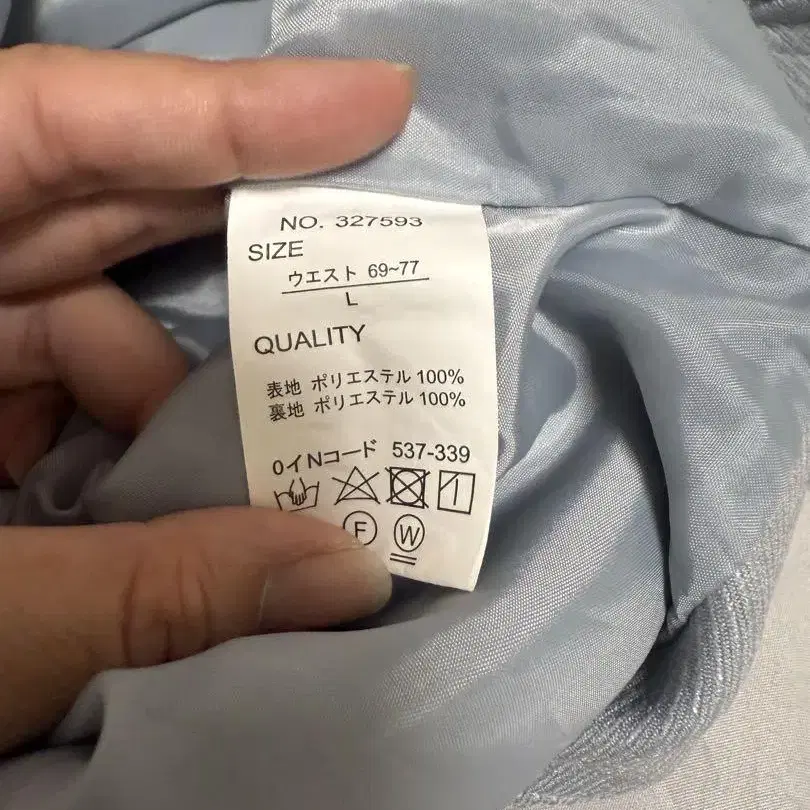 NO. 327593
SIZE
ウエスト 69~77
L
QUALITY
表地 ポリエステル 100%
裏地 ポリエステル 100%
0イNコード 537-339
F W